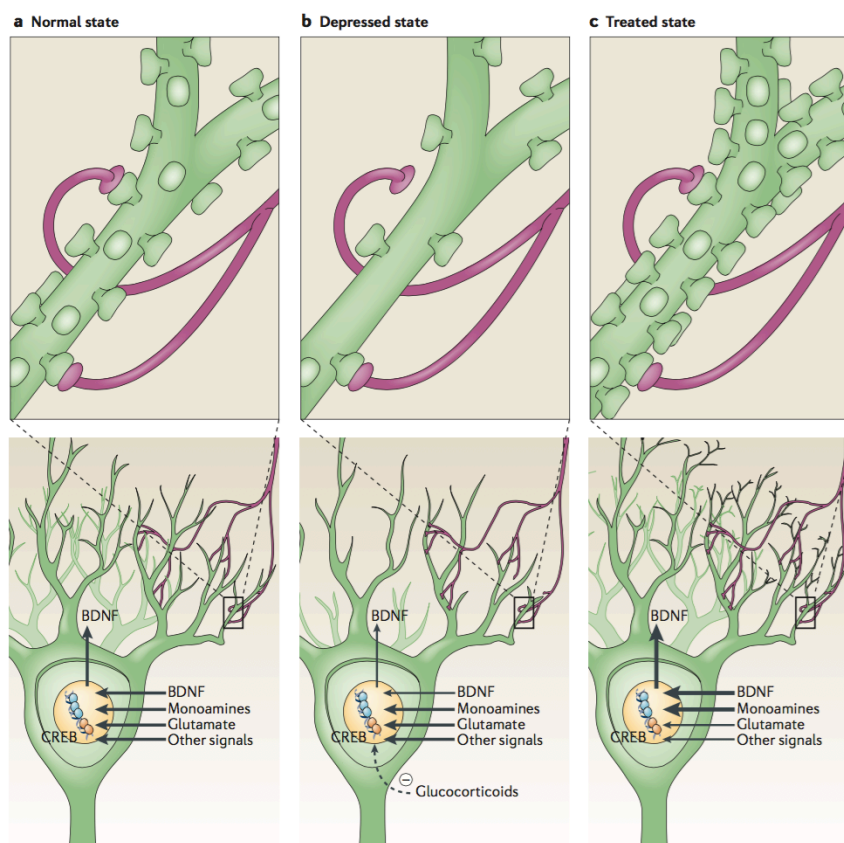 a Normal state
b Depressed state
c Treated state
BDNF
BDNF
Monoamines
Glutamate
Other signals
CREB
BDNF
BDNF
Monoamines
Glutamate
Other signals
CREB
−
Glucocorticoids
BDNF
BDNF
Monoamines
Glutamate
Other signals
CREB